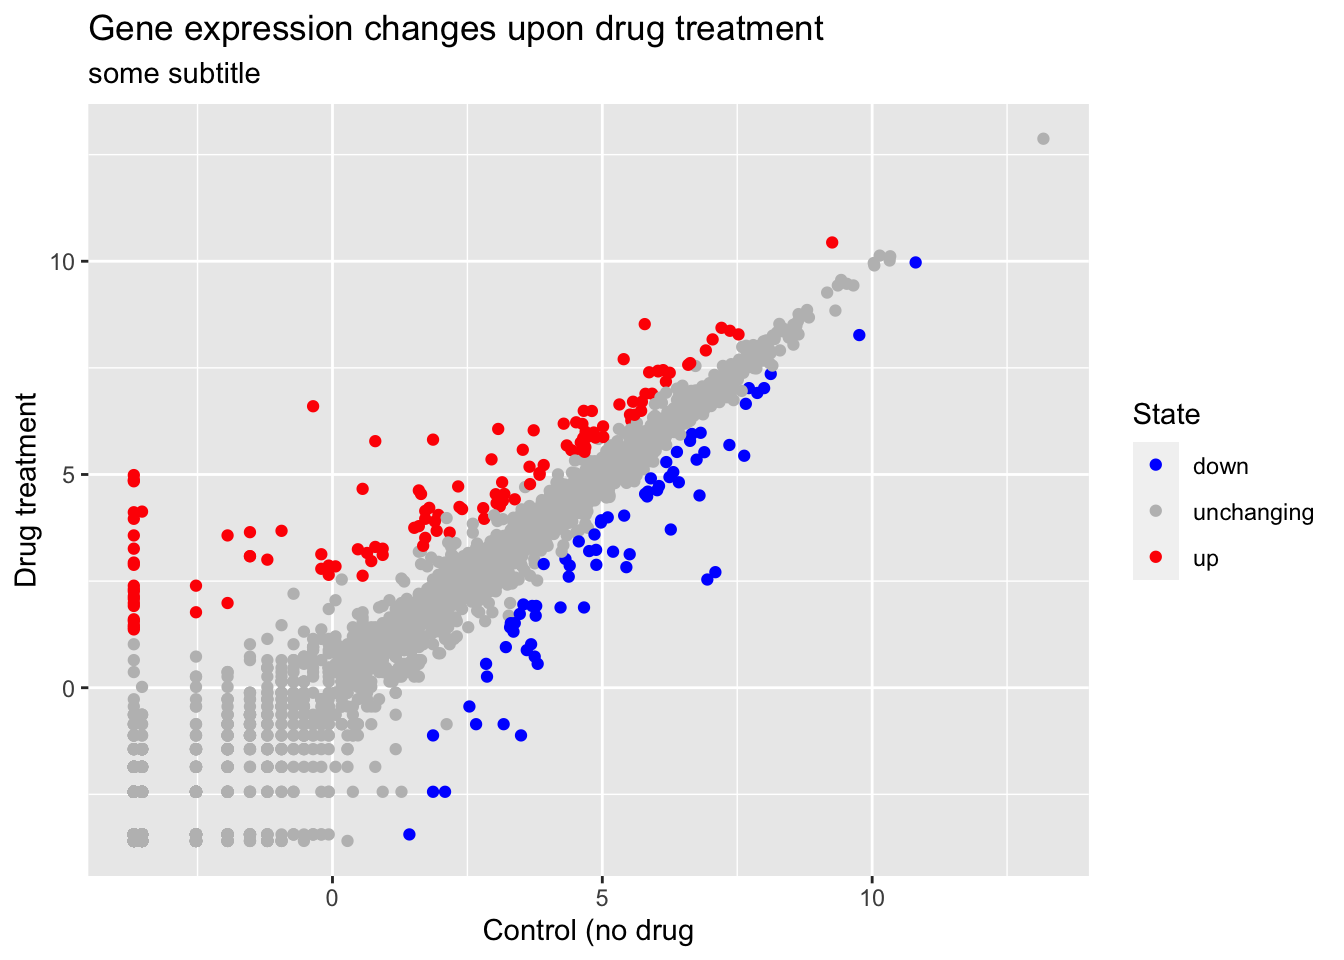 Gene expression changes upon drug treatment
some subtitle
Drug treatment
10
5
0
0
5
10
Control (no drug
State
down
unchanging
up